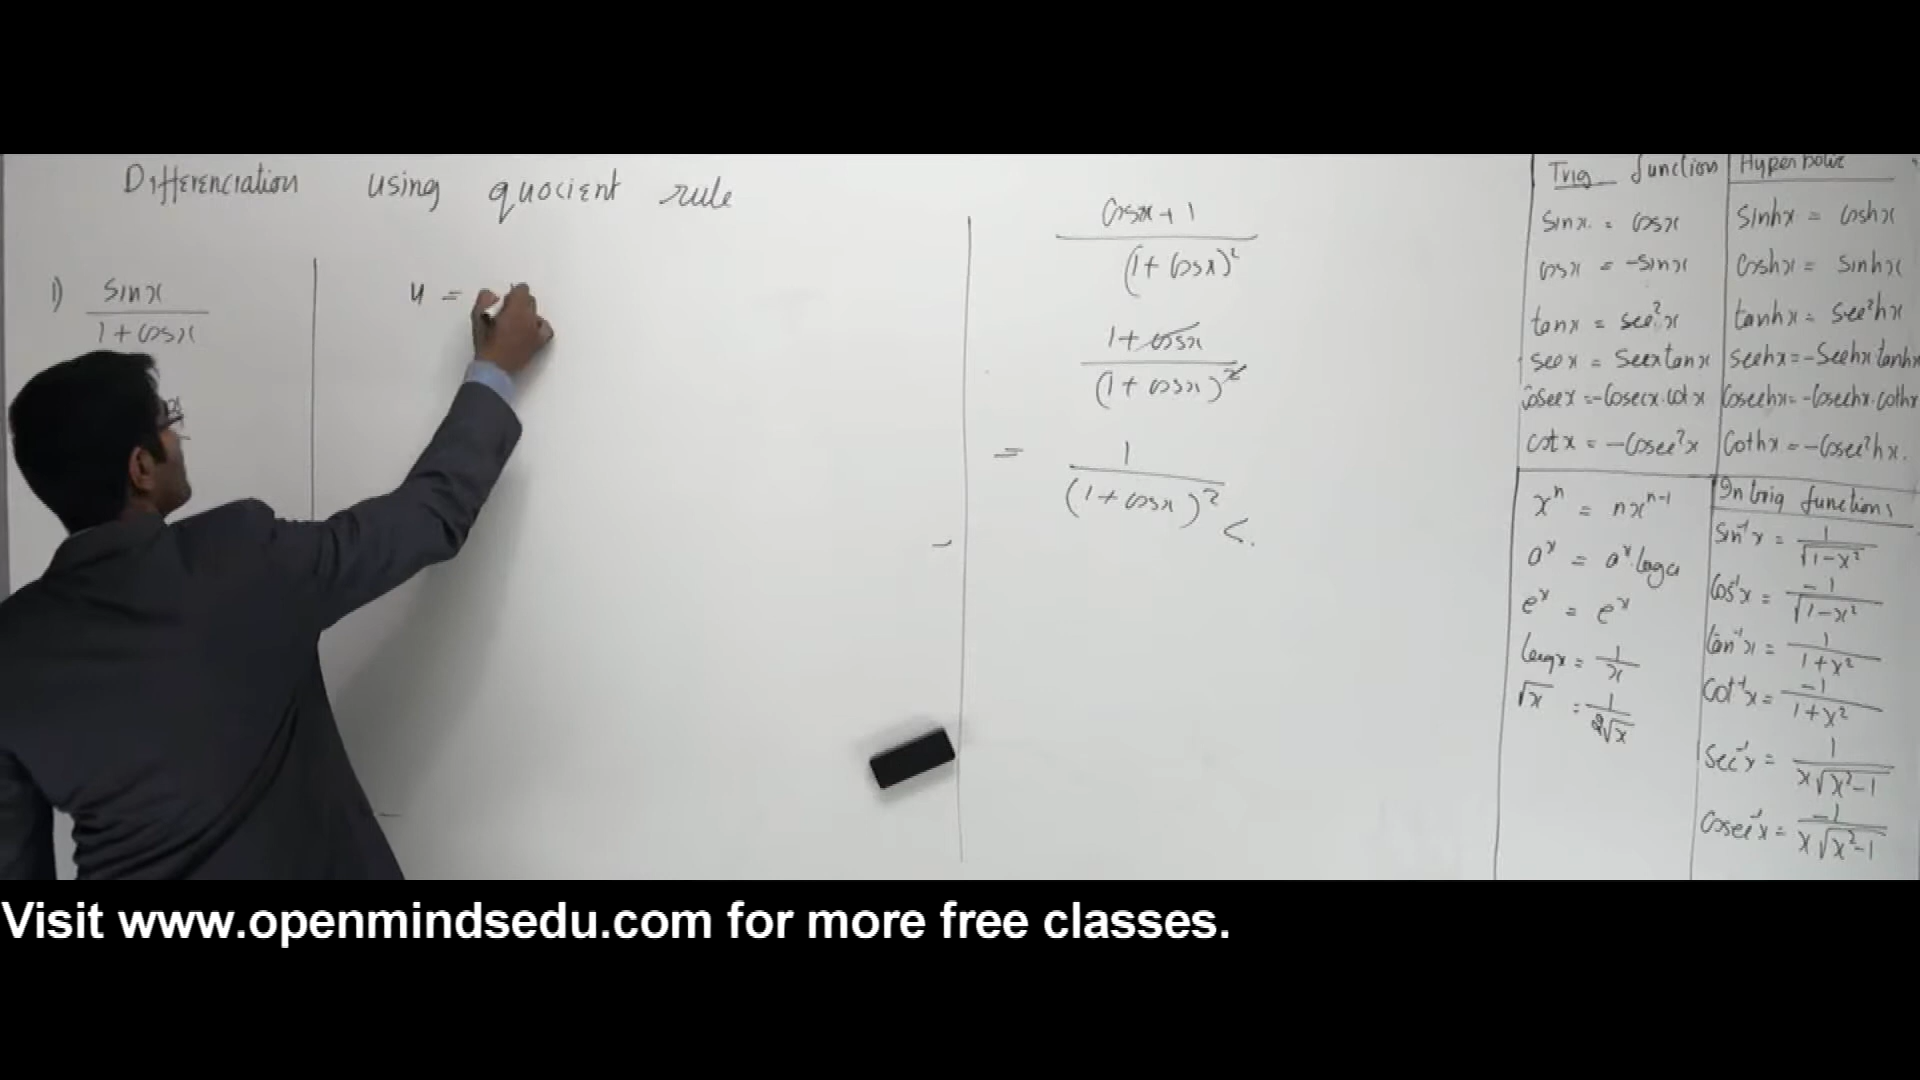 Differenciation using quocient rule
1) sinx
1 + cosx
u =
cosx + 1
(1 + cosx)²
1 + cosx
(1 + cosx)²
= 1
(1 + cosx)²
Trig function
sinx = cosx
cosx = -sinx
tanx = sec²x
secx = secxtanx
cosecx = -cosecx.cotx
cotx = -cosec²x
Hyperbolic
sinhx = coshx
coshx = sinhx
tanhx = sec²hx
sechx = -sechx.tanhx
cosechx = -cosechx.cothx
cothx = -cosec²hx.
xⁿ = nxⁿ⁻¹
aˣ = aˣ.loga
eˣ = eˣ
logx = 1/x
√x = 1/2√x
In trig functions
sin⁻¹x = 1/√1-x²
cos⁻¹x = -1/√1-x²
tan⁻¹x = 1/1+x²
cot⁻¹x = -1/1+x²
sec⁻¹x = 1/x√x²-1
cosec⁻¹x = -1/x√x²-1
Visit www.openmindsedu.com for more free classes.